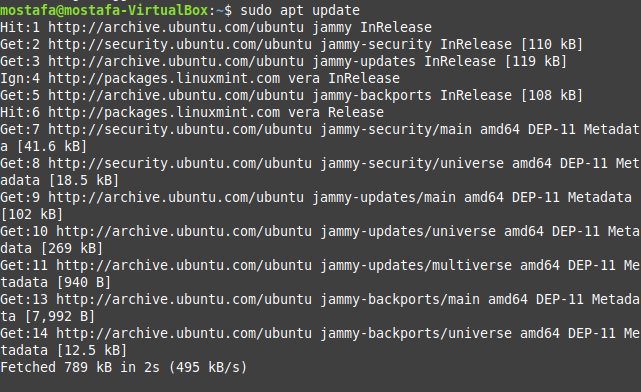 mostafa@mostafa-VirtualBox:~$ sudo apt update
Hit:1 http://archive.ubuntu.com/ubuntu jammy InRelease
Get:2 http://security.ubuntu.com/ubuntu jammy-security InRelease [110 kB]
Get:3 http://archive.ubuntu.com/ubuntu jammy-updates InRelease [119 kB]
Ign:4 http://packages.linuxmint.com vera InRelease
Get:5 http://archive.ubuntu.com/ubuntu jammy-backports InRelease [108 kB]
Hit:6 http://packages.linuxmint.com vera Release
Get:7 http://security.ubuntu.com/ubuntu jammy-security/main amd64 DEP-11 Metadat
a [41.6 kB]
Get:8 http://security.ubuntu.com/ubuntu jammy-security/universe amd64 DEP-11 Met
adata [18.5 kB]
Get:9 http://archive.ubuntu.com/ubuntu jammy-updates/main amd64 DEP-11 Metadata
[102 kB]
Get:10 http://archive.ubuntu.com/ubuntu jammy-updates/universe amd64 DEP-11 Meta
data [269 kB]
Get:11 http://archive.ubuntu.com/ubuntu jammy-updates/multiverse amd64 DEP-11 Me
tadata [940 B]
Get:13 http://archive.ubuntu.com/ubuntu jammy-backports/main amd64 DEP-11 Metada
ta [7,992 B]
Get:14 http://archive.ubuntu.com/ubuntu jammy-backports/universe amd64 DEP-11 Me
tadata [12.5 kB]
Fetched 789 kB in 2s (495 kB/s)